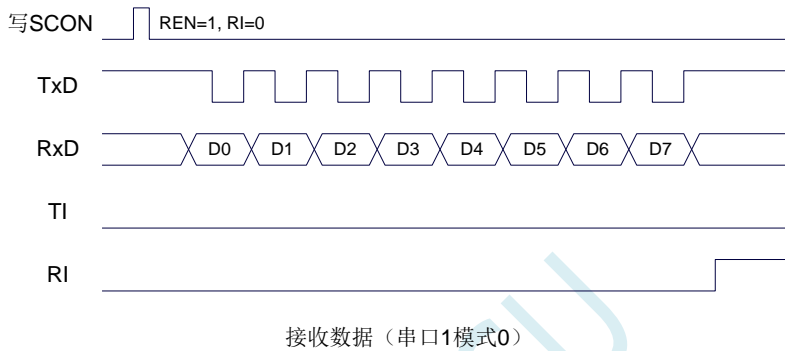 写SCON REN=1, RI=0
TxD
RxD D0 D1 D2 D3 D4 D5 D6 D7
TI
RI
接收数据（串口1模式0）